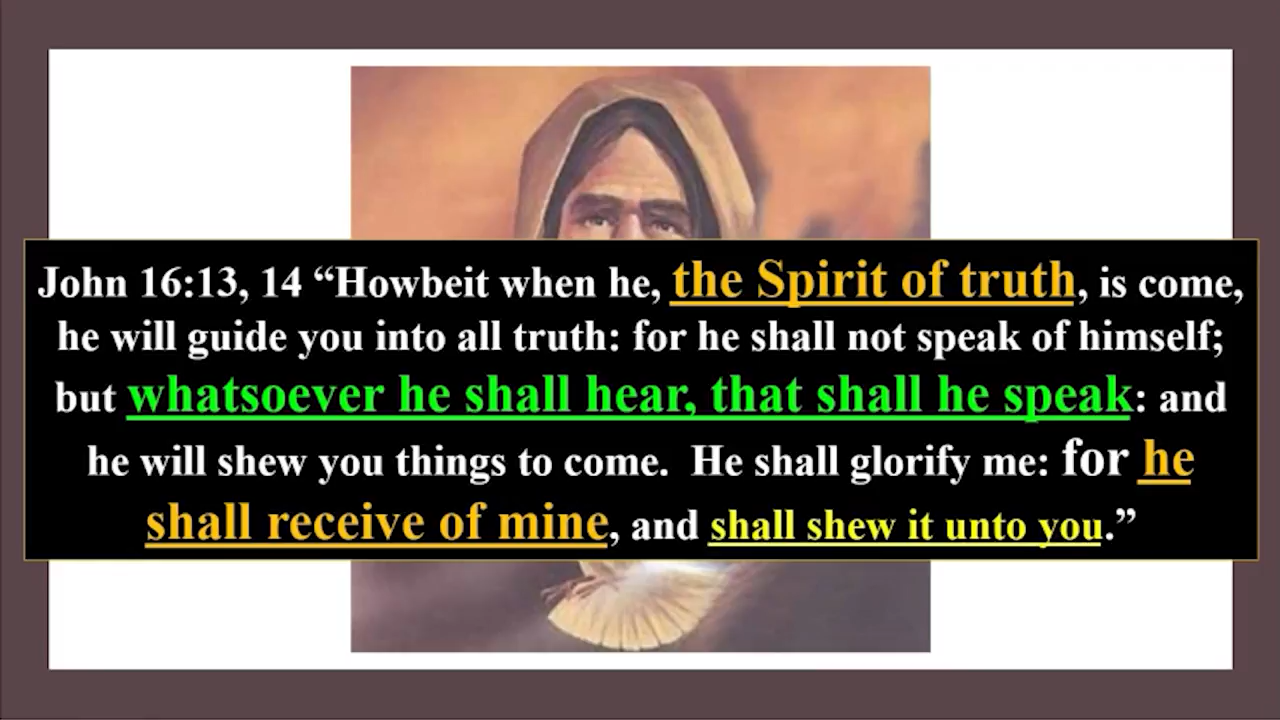 John 16:13, 14 “Howbeit when he, the Spirit of truth, is come,
he will guide you into all truth: for he shall not speak of himself;
but whatsoever he shall hear, that shall he speak: and
he will shew you things to come.  He shall glorify me: for he
shall receive of mine, and shall shew it unto you.”